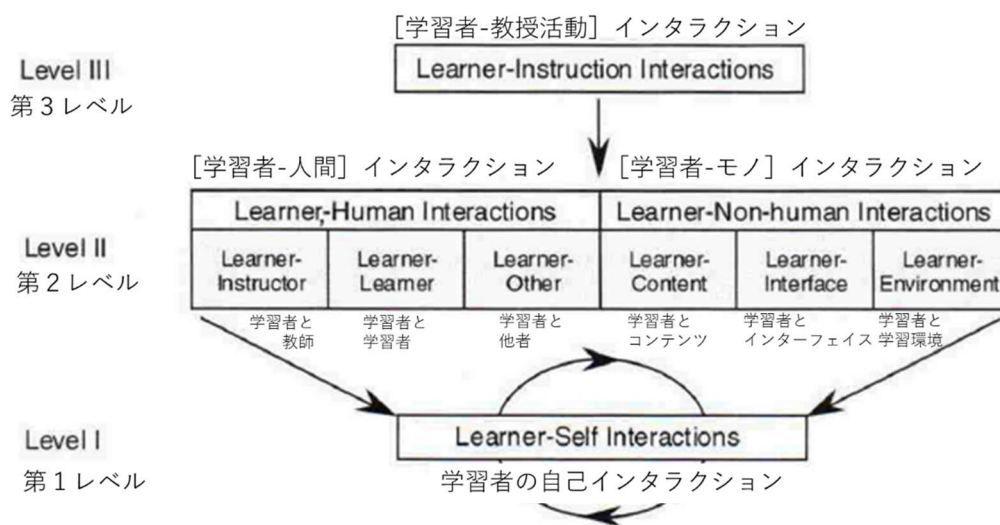 [学習者-教授活動] インタラクション
Level III
第3レベル
Learner-Instruction Interactions
[学習者-人間] インタラクション
[学習者-モノ] インタラクション
Learner-Human Interactions
Learner-Non-human Interactions
Level II
第2レベル
Learner-
Instructor
Learner-
Learner
Learner-
Other
Learner-
Content
Learner-
Interface
Learner-
Environment
学習者と
教師
学習者と
学習者
学習者と
他者
学習者と
コンテンツ
学習者と
インターフェイス
学習者と
学習環境
Level I
第1レベル
Learner-Self Interactions
学習者の自己インタラクション